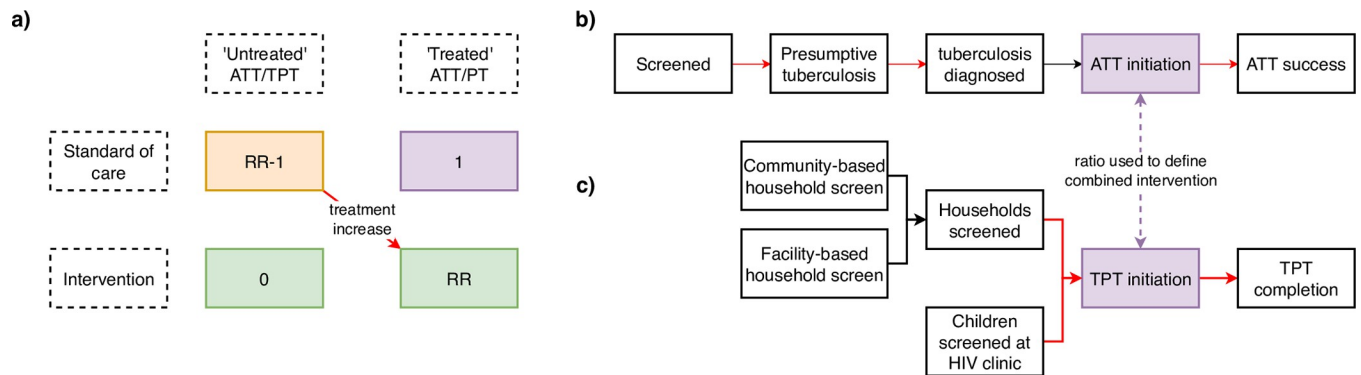 a)
'Untreated'
ATT/TPT
'Treated'
ATT/PT
Standard of
care
RR-1
1
treatment
increase
Intervention
0
RR
b)
Screened
Presumptive
tuberculosis
tuberculosis
diagnosed
ATT initiation
ATT success
ratio used to define
combined intervention
c)
Community-based
household screen
Facility-based
household screen
Households
screened
Children
screened at
HIV clinic
TPT initiation
TPT
completion